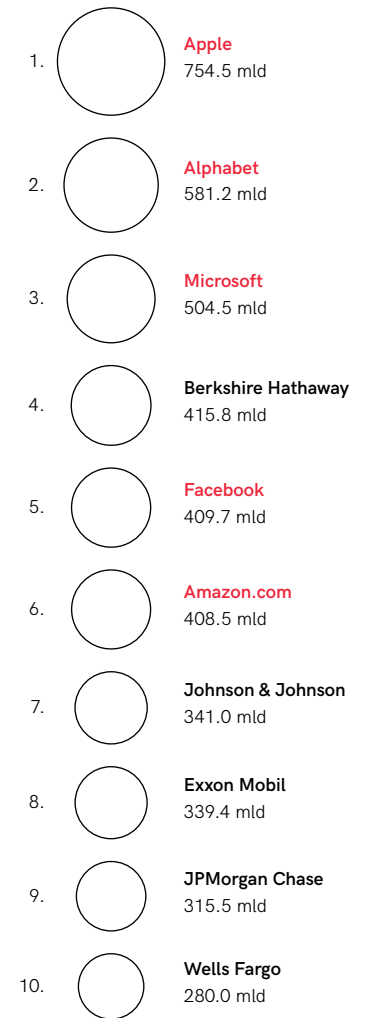 1.
Apple
754.5 mld
2.
Alphabet
581.2 mld
3.
Microsoft
504.5 mld
4.
Berkshire Hathaway
415.8 mld
5.
Facebook
409.7 mld
6.
Amazon.com
408.5 mld
7.
Johnson & Johnson
341.0 mld
8.
Exxon Mobil
339.4 mld
9.
JPMorgan Chase
315.5 mld
10.
Wells Fargo
280.0 mld